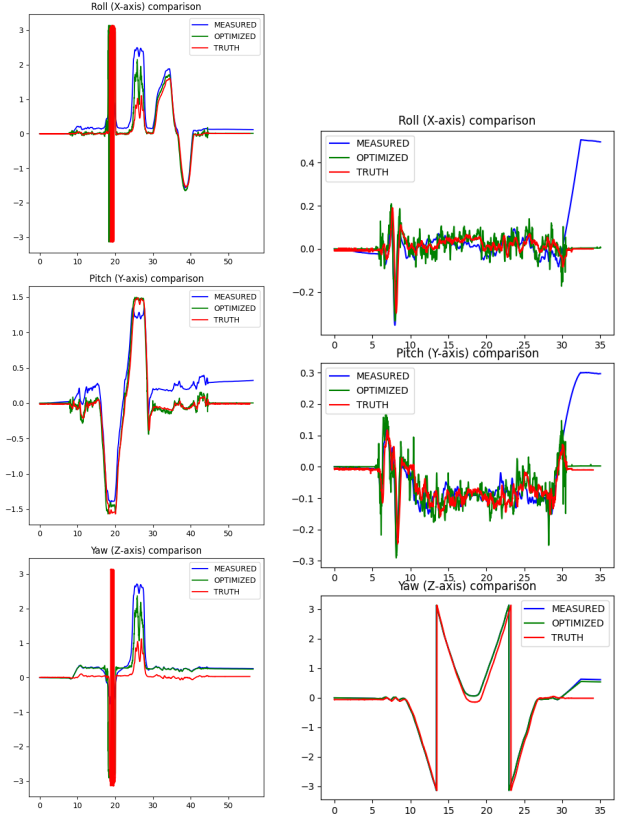 Roll (X-axis) comparison
MEASURED
OPTIMIZED
TRUTH
3
2
1
0
−1
−2
−3
0 10 20 30 40 50
Pitch (Y-axis) comparison
MEASURED
OPTIMIZED
TRUTH
1.5
1.0
0.5
0.0
−0.5
−1.0
−1.5
0 10 20 30 40 50
Yaw (Z-axis) comparison
MEASURED
OPTIMIZED
TRUTH
3
2
1
0
−1
−2
−3
0 10 20 30 40 50
Roll (X-axis) comparison
MEASURED
OPTIMIZED
TRUTH
0.4
0.2
0.0
−0.2
0 5 10 15 20 25 30 35
Pitch (Y-axis) comparison
MEASURED
OPTIMIZED
TRUTH
0.3
0.2
0.1
0.0
−0.1
−0.2
−0.3
0 5 10 15 20 25 30 35
Yaw (Z-axis) comparison
MEASURED
OPTIMIZED
TRUTH
3
2
1
0
−1
−2
−3
0 5 10 15 20 25 30 35